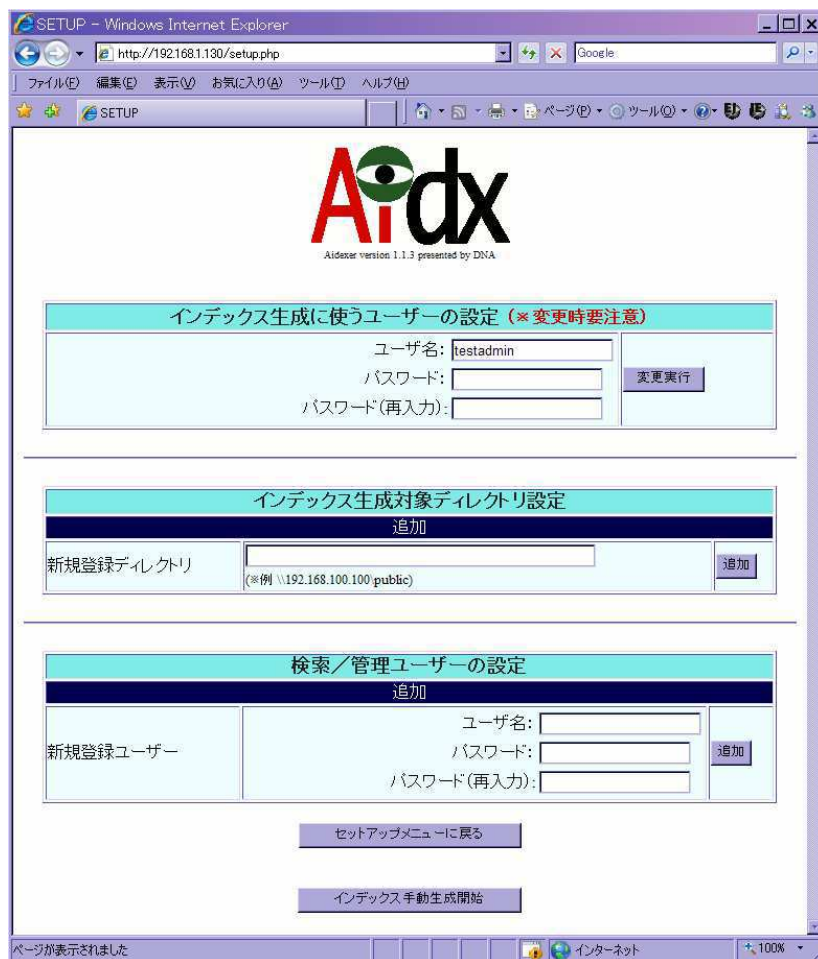 SETUP - Windows Internet Explorer
http://192.168.1.130/setup.php
Google
ファイル(F) 編集(E) 表示(V) お気に入り(A) ツール(T) ヘルプ(H)
SETUP
ページ(P) ツール(O)
Aidx
Aidexer version 1.1.3 presented by DNA
インデックス生成に使うユーザーの設定 (※変更時要注意)
ユーザ名: testadmin
パスワード:
変更実行
パスワード(再入力):
インデックス生成対象ディレクトリ設定
追加
新規登録ディレクトリ
追加
(※例 \\192.168.100.100\public)
検索／管理ユーザーの設定
追加
ユーザ名:
新規登録ユーザー
パスワード:
追加
パスワード(再入力):
セットアップメニューに戻る
インデックス手動生成開始
ページが表示されました
インターネット
100%